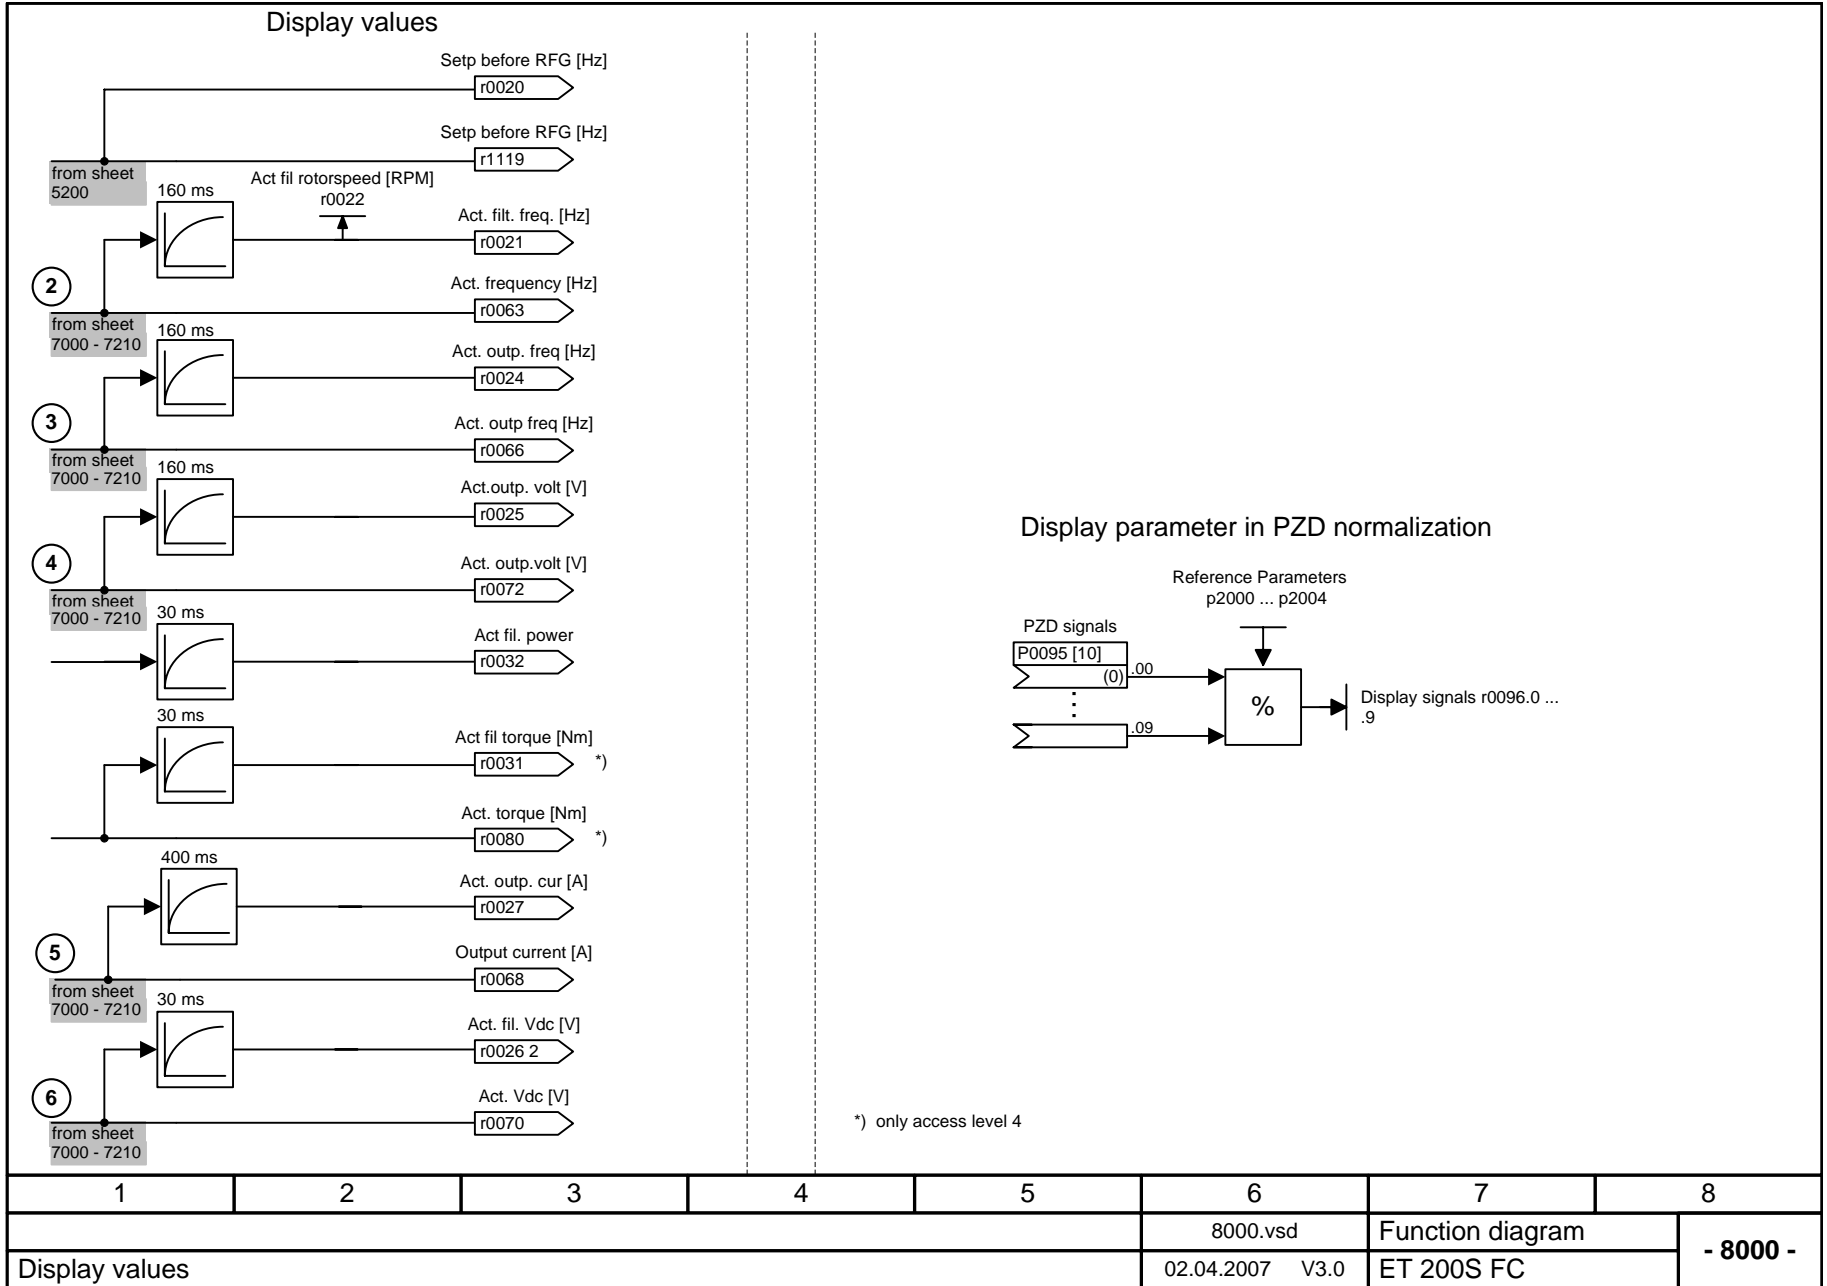 Display values
Setp before RFG [Hz]
r0020
Setp before RFG [Hz]
r1119
from sheet
5200
160 ms
Act fil rotorspeed [RPM]
r0022
Act. filt. freq. [Hz]
r0021
2
Act. frequency [Hz]
r0063
from sheet
7000 - 7210
160 ms
Act. outp. freq [Hz]
r0024
3
Act. outp freq [Hz]
r0066
from sheet
7000 - 7210
160 ms
Act.outp. volt [V]
r0025
4
Act. outp.volt [V]
r0072
from sheet
7000 - 7210
30 ms
Act fil. power
r0032
30 ms
Act fil torque [Nm]
r0031 *)
Act. torque [Nm]
r0080 *)
400 ms
Act. outp. cur [A]
r0027
5
Output current [A]
r0068
from sheet
7000 - 7210
30 ms
Act. fil. Vdc [V]
r0026 2
6
Act. Vdc [V]
r0070
from sheet
7000 - 7210
Display parameter in PZD normalization
Reference Parameters
p2000 ... p2004
PZD signals
P0095 [10]
(0) .00
.09
%
Display signals r0096.0 ...
.9
*) only access level 4
1 2 3 4 5 6 7 8
8000.vsd Function diagram
- 8000 -
Display values 02.04.2007 V3.0 ET 200S FC